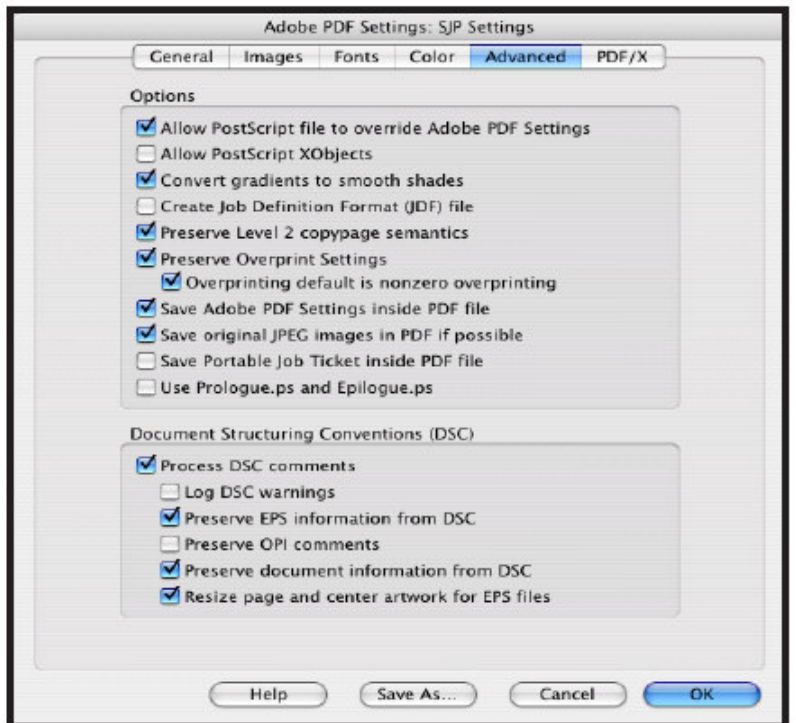 Adobe PDF Settings: SJP Settings
General Images Fonts Color Advanced PDF/X
Options
Allow PostScript file to override Adobe PDF Settings
Allow PostScript XObjects
Convert gradients to smooth shades
Create Job Definition Format (JDF) file
Preserve Level 2 copypage semantics
Preserve Overprint Settings
Overprinting default is nonzero overprinting
Save Adobe PDF Settings inside PDF file
Save original JPEG images in PDF if possible
Save Portable Job Ticket inside PDF file
Use Prologue.ps and Epilogue.ps
Document Structuring Conventions (DSC)
Process DSC comments
Log DSC warnings
Preserve EPS information from DSC
Preserve OPI comments
Preserve document information from DSC
Resize page and center artwork for EPS files
Help Save As... Cancel OK